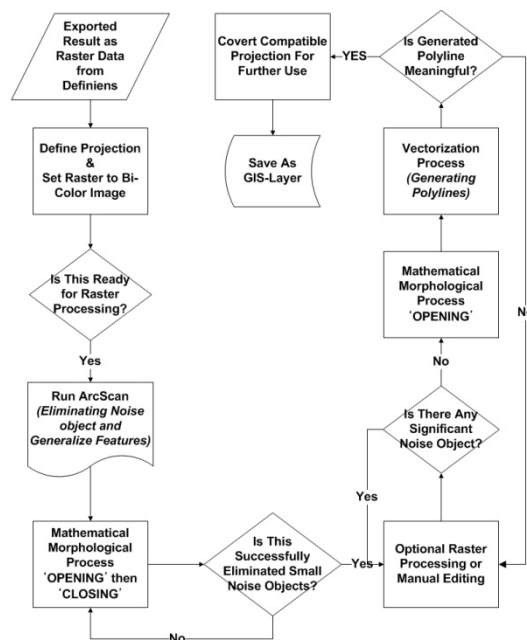 Exported
Result as
Raster Data
from
Definiens
Define Projection
&
Set Raster to Bi-
Color Image
Is This Ready
for Raster
Processing?
Yes
Run ArcScan
(Eliminating Noise
object and
Generalize Features)
Mathematical
Morphological
Process
'OPENING' then
'CLOSING'
Is This
Successfully
Eliminated Small
Noise Objects?
No
Yes
Optional Raster
Processing or
Manual Editing
Is There Any
Significant
Noise Object?
Yes
No
Mathematical
Morphological
Process
'OPENING'
Vectorization
Process
(Generating
Polylines)
Is Generated
Polyline
Meaningful?
YES
No
Covert Compatible
Projection For
Further Use
Save As
GIS-Layer